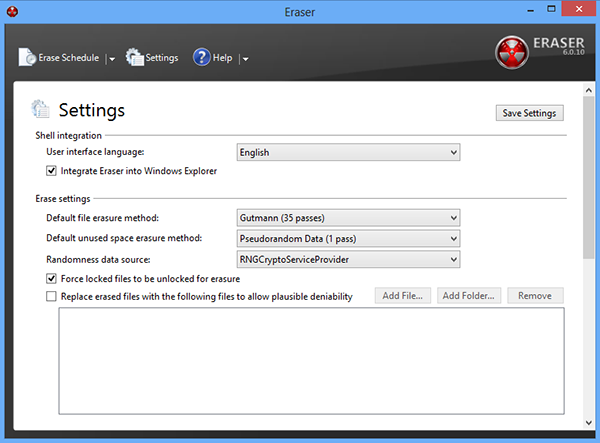 Eraser
Erase Schedule
Settings
Help
ERASER
6.0.10
Settings
Save Settings
Shell integration
User interface language:
English
Integrate Eraser into Windows Explorer
Erase settings
Default file erasure method:
Gutmann (35 passes)
Default unused space erasure method:
Pseudorandom Data (1 pass)
Randomness data source:
RNGCryptoServiceProvider
Force locked files to be unlocked for erasure
Replace erased files with the following files to allow plausible deniability
Add File...
Add Folder...
Remove